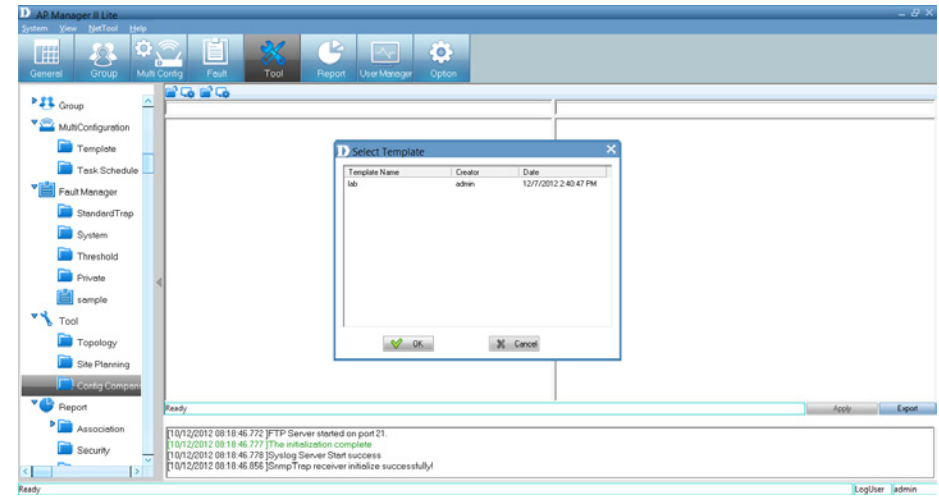 D AP Manager II Lite
System View NetTool Help
General Group Multi Config Fault Tool Report User Manager Option
Group
MultiConfiguration
Template
Task Schedule
Fault Manager
StandardTrap
System
Threshold
Private
sample
Tool
Topology
Site Planning
Config Compari
Report
Association
Security
D Select Template
Template Name Creator Date
lab admin 12/7/2012 2:40:47 PM
OK Cancel
Ready Apply Export
[10/12/2012 08:18:46.772 ]FTP Server started on port 21.
[10/12/2012 08:18:46.777 ]The initialization complete
[10/12/2012 08:18:46.778 ]Syslog Server Start success
[10/12/2012 08:18:46.856 ]SnmpTrap receiver initialize successfully!
Ready LogUser admin